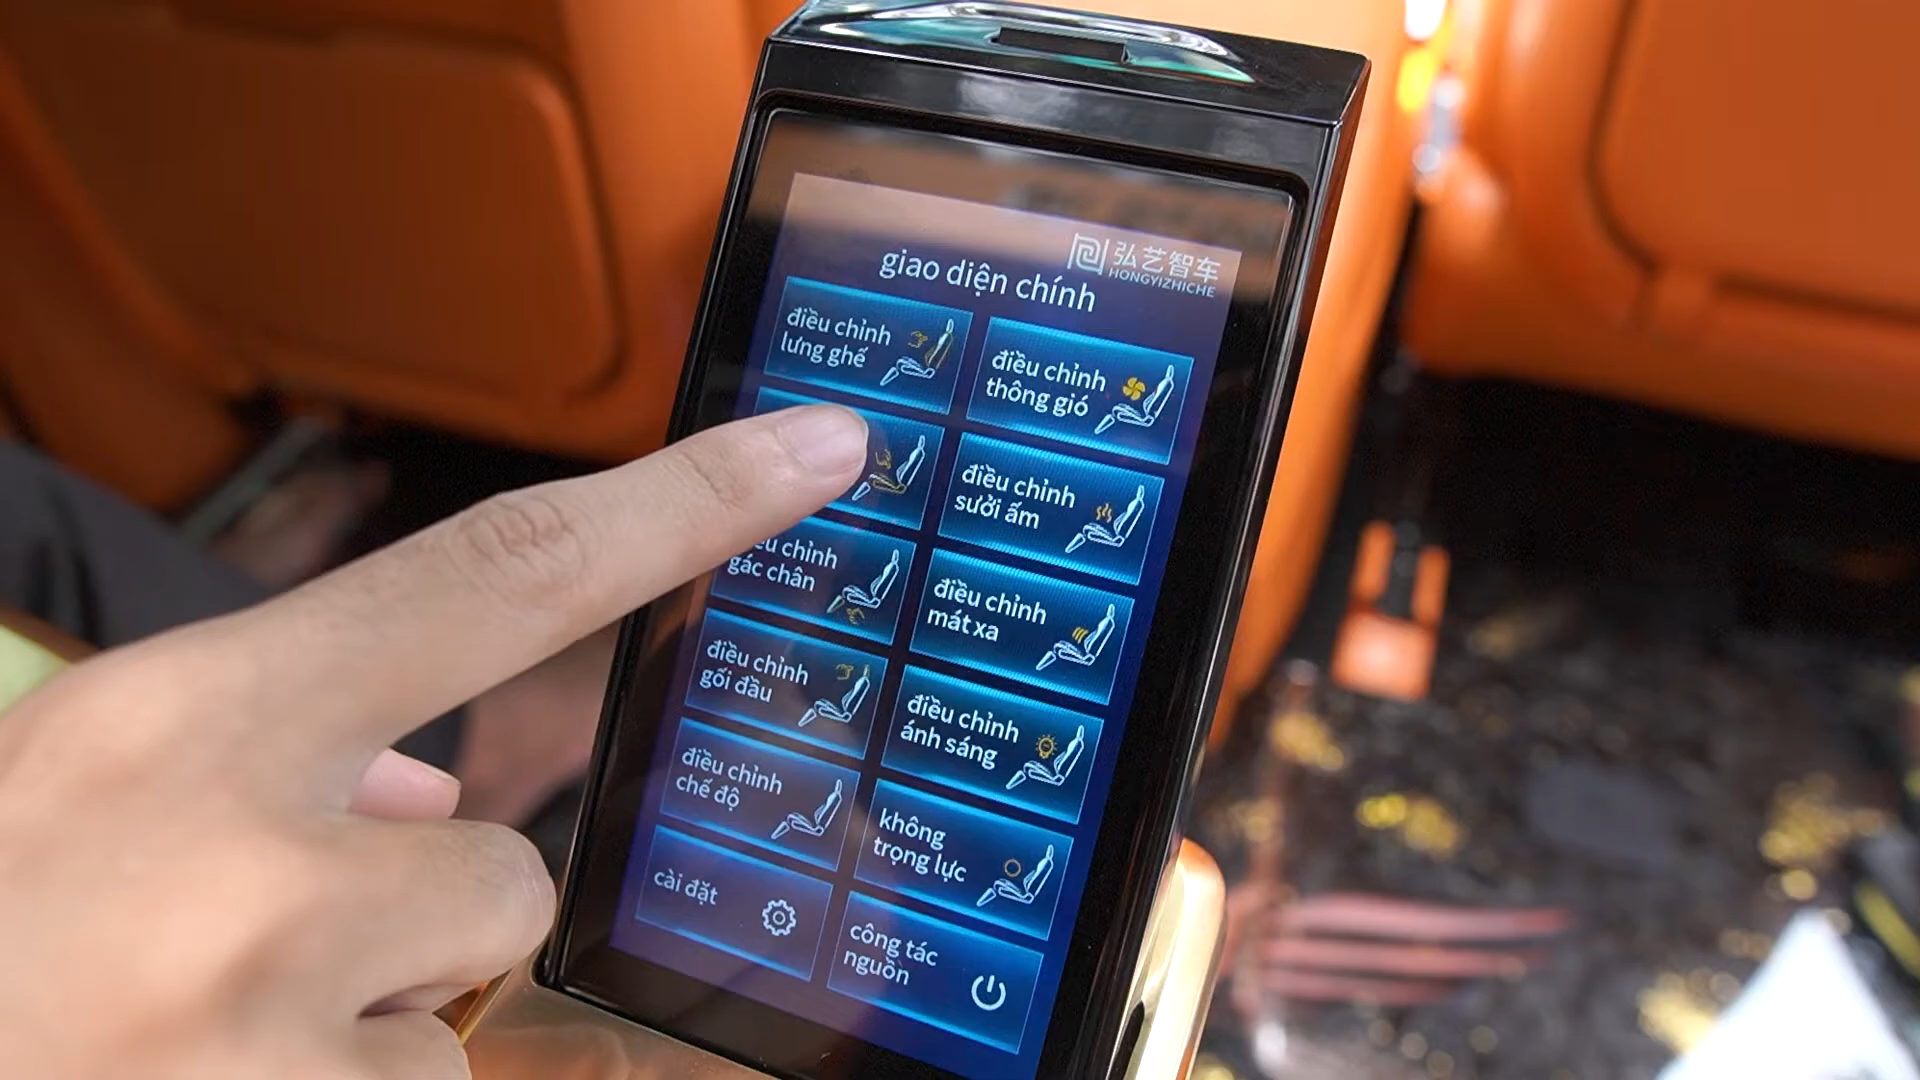 弘艺智车
HONGYIZHICHE
giao diện chính
điều chỉnh
lưng ghế
điều chỉnh
thông gió
điều chỉnh
sưởi ấm
chỉnh
gác chân
điều chỉnh
mát xa
điều chỉnh
gối đầu
điều chỉnh
ánh sáng
điều chỉnh
chế độ
không
trọng lực
cài đặt
công tác
nguồn